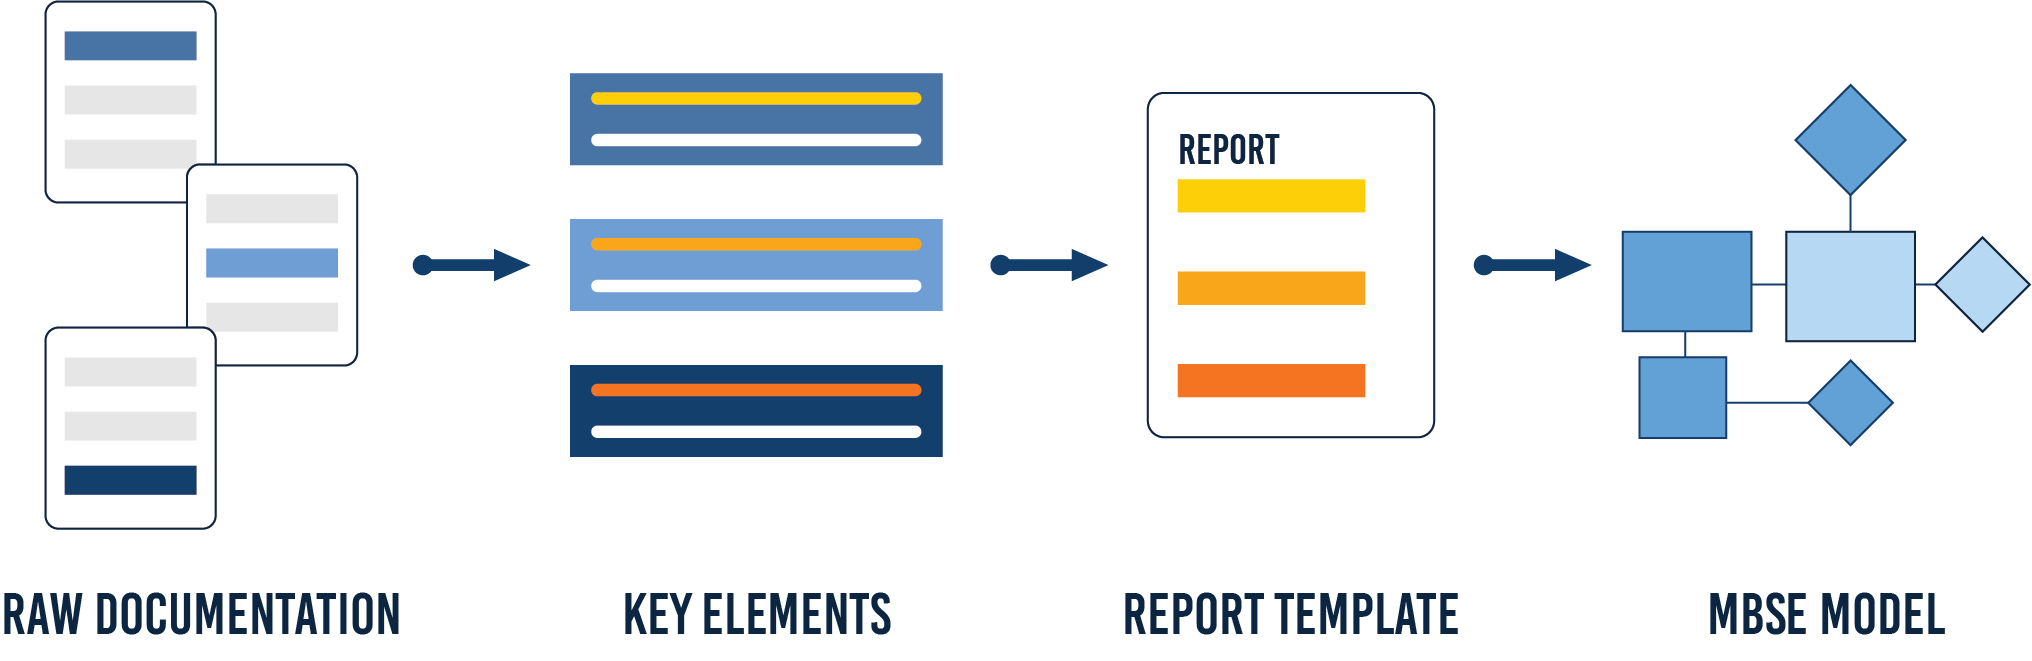 REPORT
RAW DOCUMENTATION
KEY ELEMENTS
REPORT TEMPLATE
MBSE MODEL